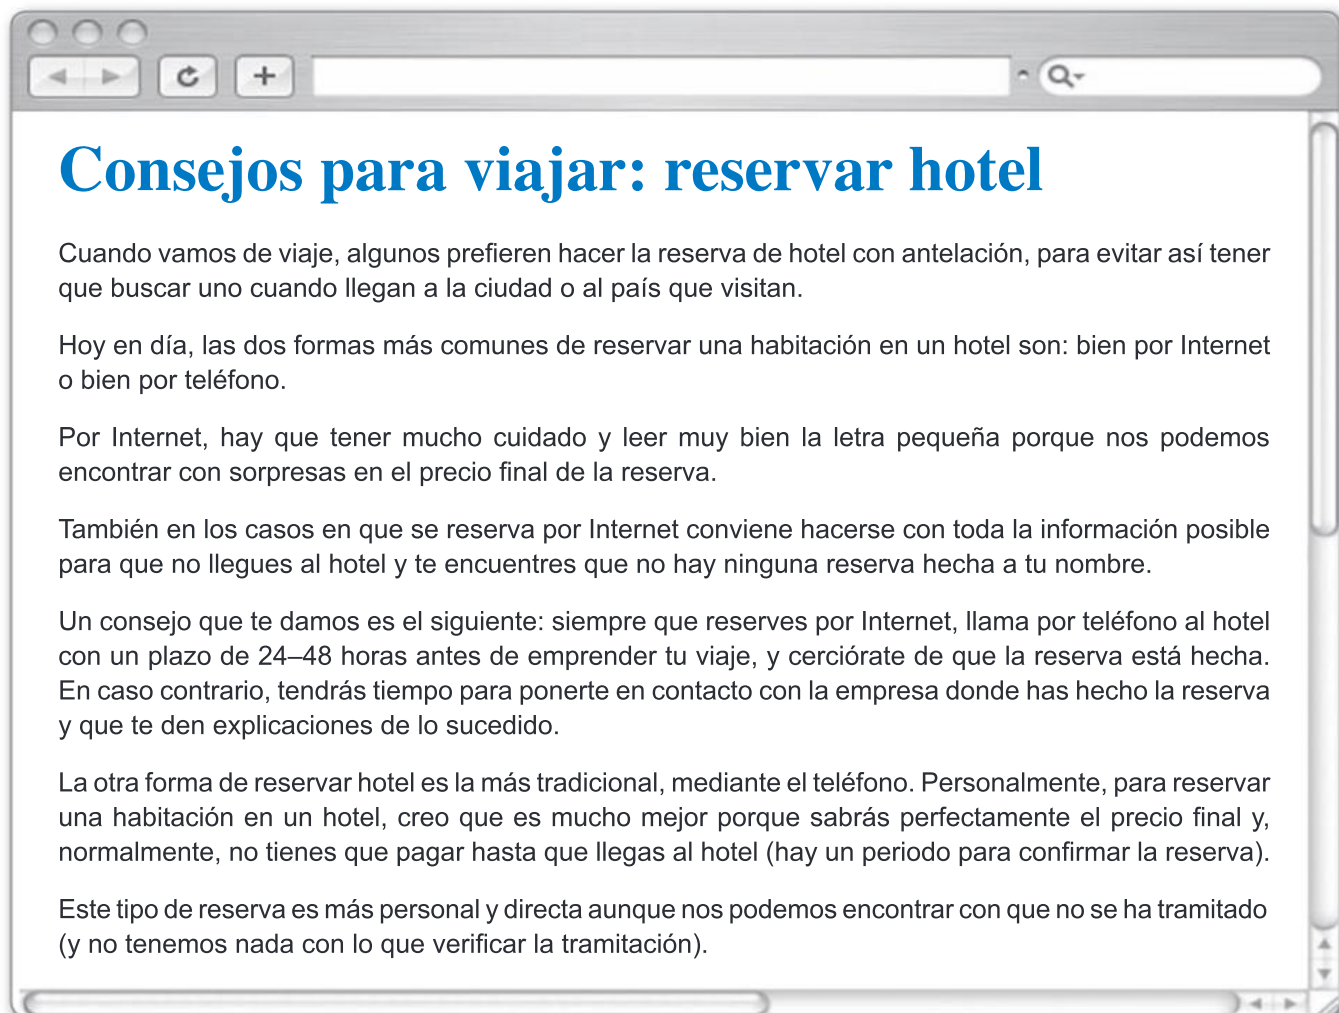 Consejos para viajar: reservar hotel
Cuando vamos de viaje, algunos prefieren hacer la reserva de hotel con antelación, para evitar así tener
que buscar uno cuando llegan a la ciudad o al país que visitan.
Hoy en día, las dos formas más comunes de reservar una habitación en un hotel son: bien por Internet
o bien por teléfono.
Por Internet, hay que tener mucho cuidado y leer muy bien la letra pequeña porque nos podemos
encontrar con sorpresas en el precio final de la reserva.
También en los casos en que se reserva por Internet conviene hacerse con toda la información posible
para que no llegues al hotel y te encuentres que no hay ninguna reserva hecha a tu nombre.
Un consejo que te damos es el siguiente: siempre que reserves por Internet, llama por teléfono al hotel
con un plazo de 24–48 horas antes de emprender tu viaje, y cerciórate de que la reserva está hecha.
En caso contrario, tendrás tiempo para ponerte en contacto con la empresa donde has hecho la reserva
y que te den explicaciones de lo sucedido.
La otra forma de reservar hotel es la más tradicional, mediante el teléfono. Personalmente, para reservar
una habitación en un hotel, creo que es mucho mejor porque sabrás perfectamente el precio final y,
normalmente, no tienes que pagar hasta que llegas al hotel (hay un periodo para confirmar la reserva).
Este tipo de reserva es más personal y directa aunque nos podemos encontrar con que no se ha tramitado
(y no tenemos nada con lo que verificar la tramitación).